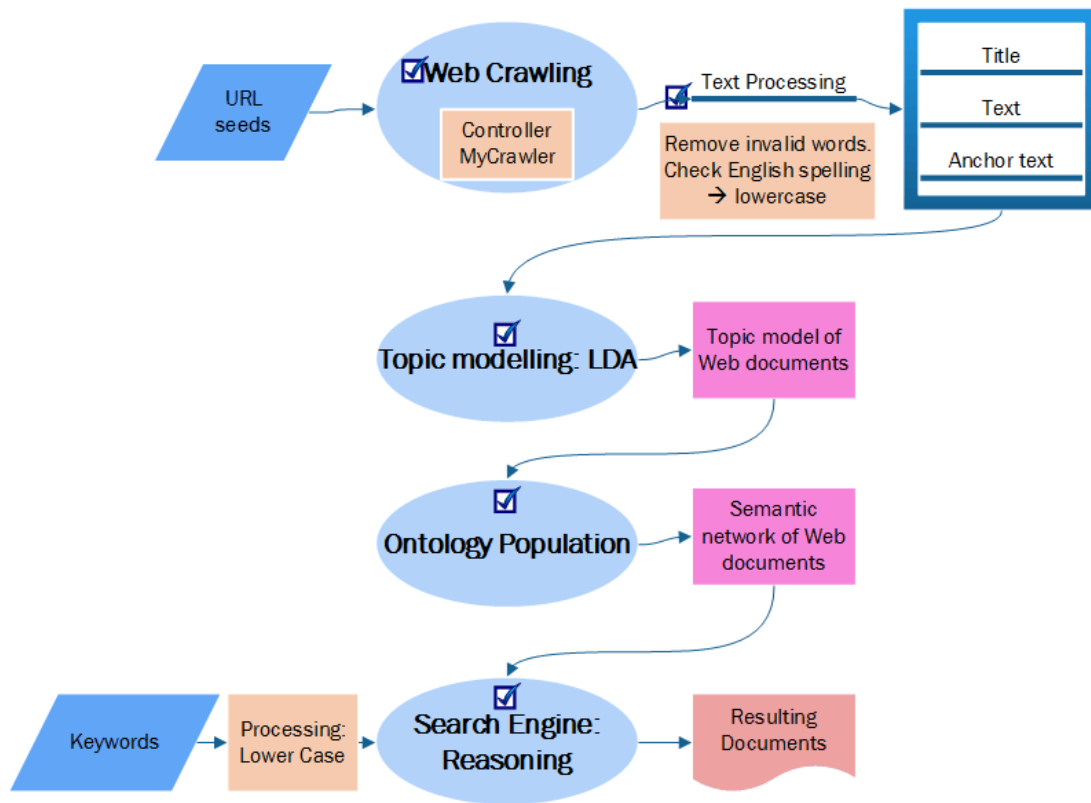 URL
seeds
Web Crawling
Controller
MyCrawler
Text Processing
Remove invalid words.
Check English spelling
→ lowercase
Title
Text
Anchor text
Topic modelling: LDA
Topic model of
Web documents
Ontology Population
Semantic
network of Web
documents
Keywords
Processing:
Lower Case
Search Engine:
Reasoning
Resulting
Documents